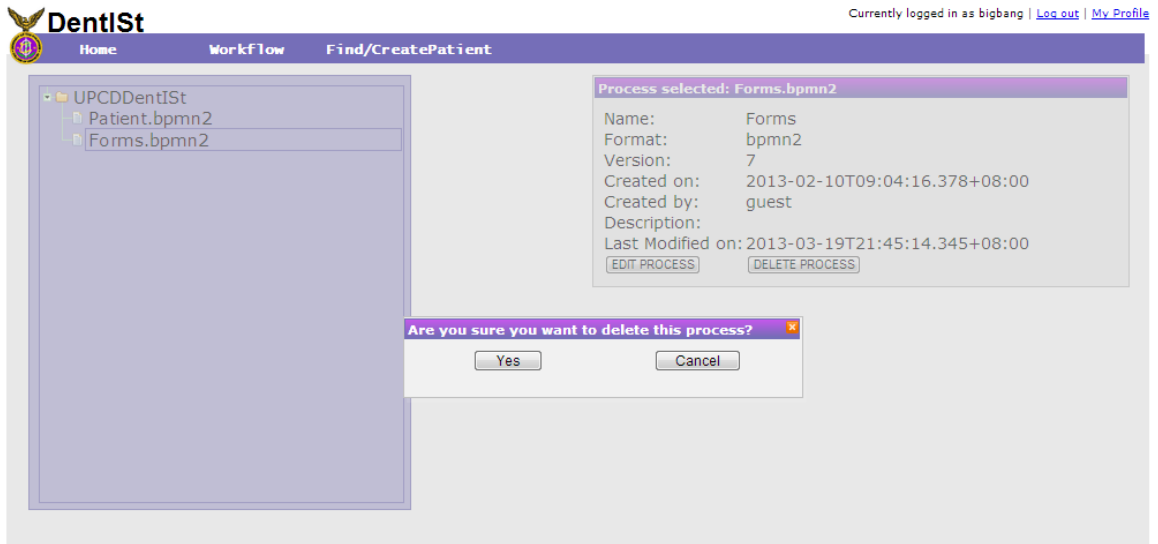 DentISt
Currently logged in as bigbang | Log out | My Profile
Home Workflow Find/CreatePatient
UPCDDentISt
Patient.bpmn2
Forms.bpmn2
Process selected: Forms.bpmn2
Name: Forms
Format: bpmn2
Version: 7
Created on: 2013-02-10T09:04:16.378+08:00
Created by: guest
Description:
Last Modified on: 2013-03-19T21:45:14.345+08:00
EDIT PROCESS DELETE PROCESS
Are you sure you want to delete this process?
Yes Cancel